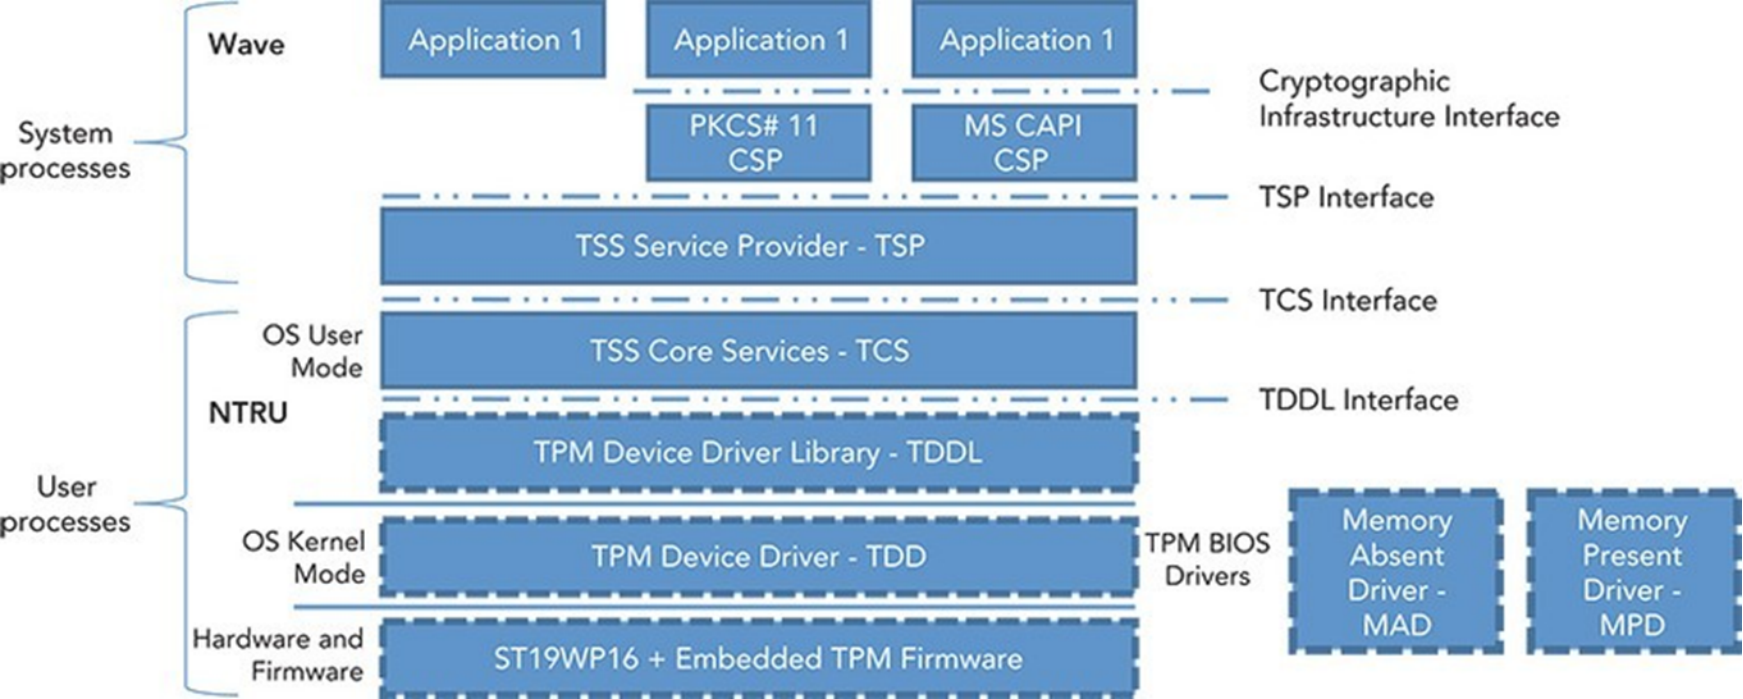 Wave
Application 1
Application 1
Application 1
Cryptographic
Infrastructure Interface
System
processes
PKCS# 11
CSP
MS CAPI
CSP
TSP Interface
TSS Service Provider - TSP
TCS Interface
OS User
Mode
TSS Core Services - TCS
NTRU
TDDL Interface
TPM Device Driver Library - TDDL
User
processes
OS Kernel
Mode
TPM Device Driver - TDD
TPM BIOS
Drivers
Memory
Absent
Driver -
MAD
Memory
Present
Driver -
MPD
Hardware and
Firmware
ST19WP16 + Embedded TPM Firmware